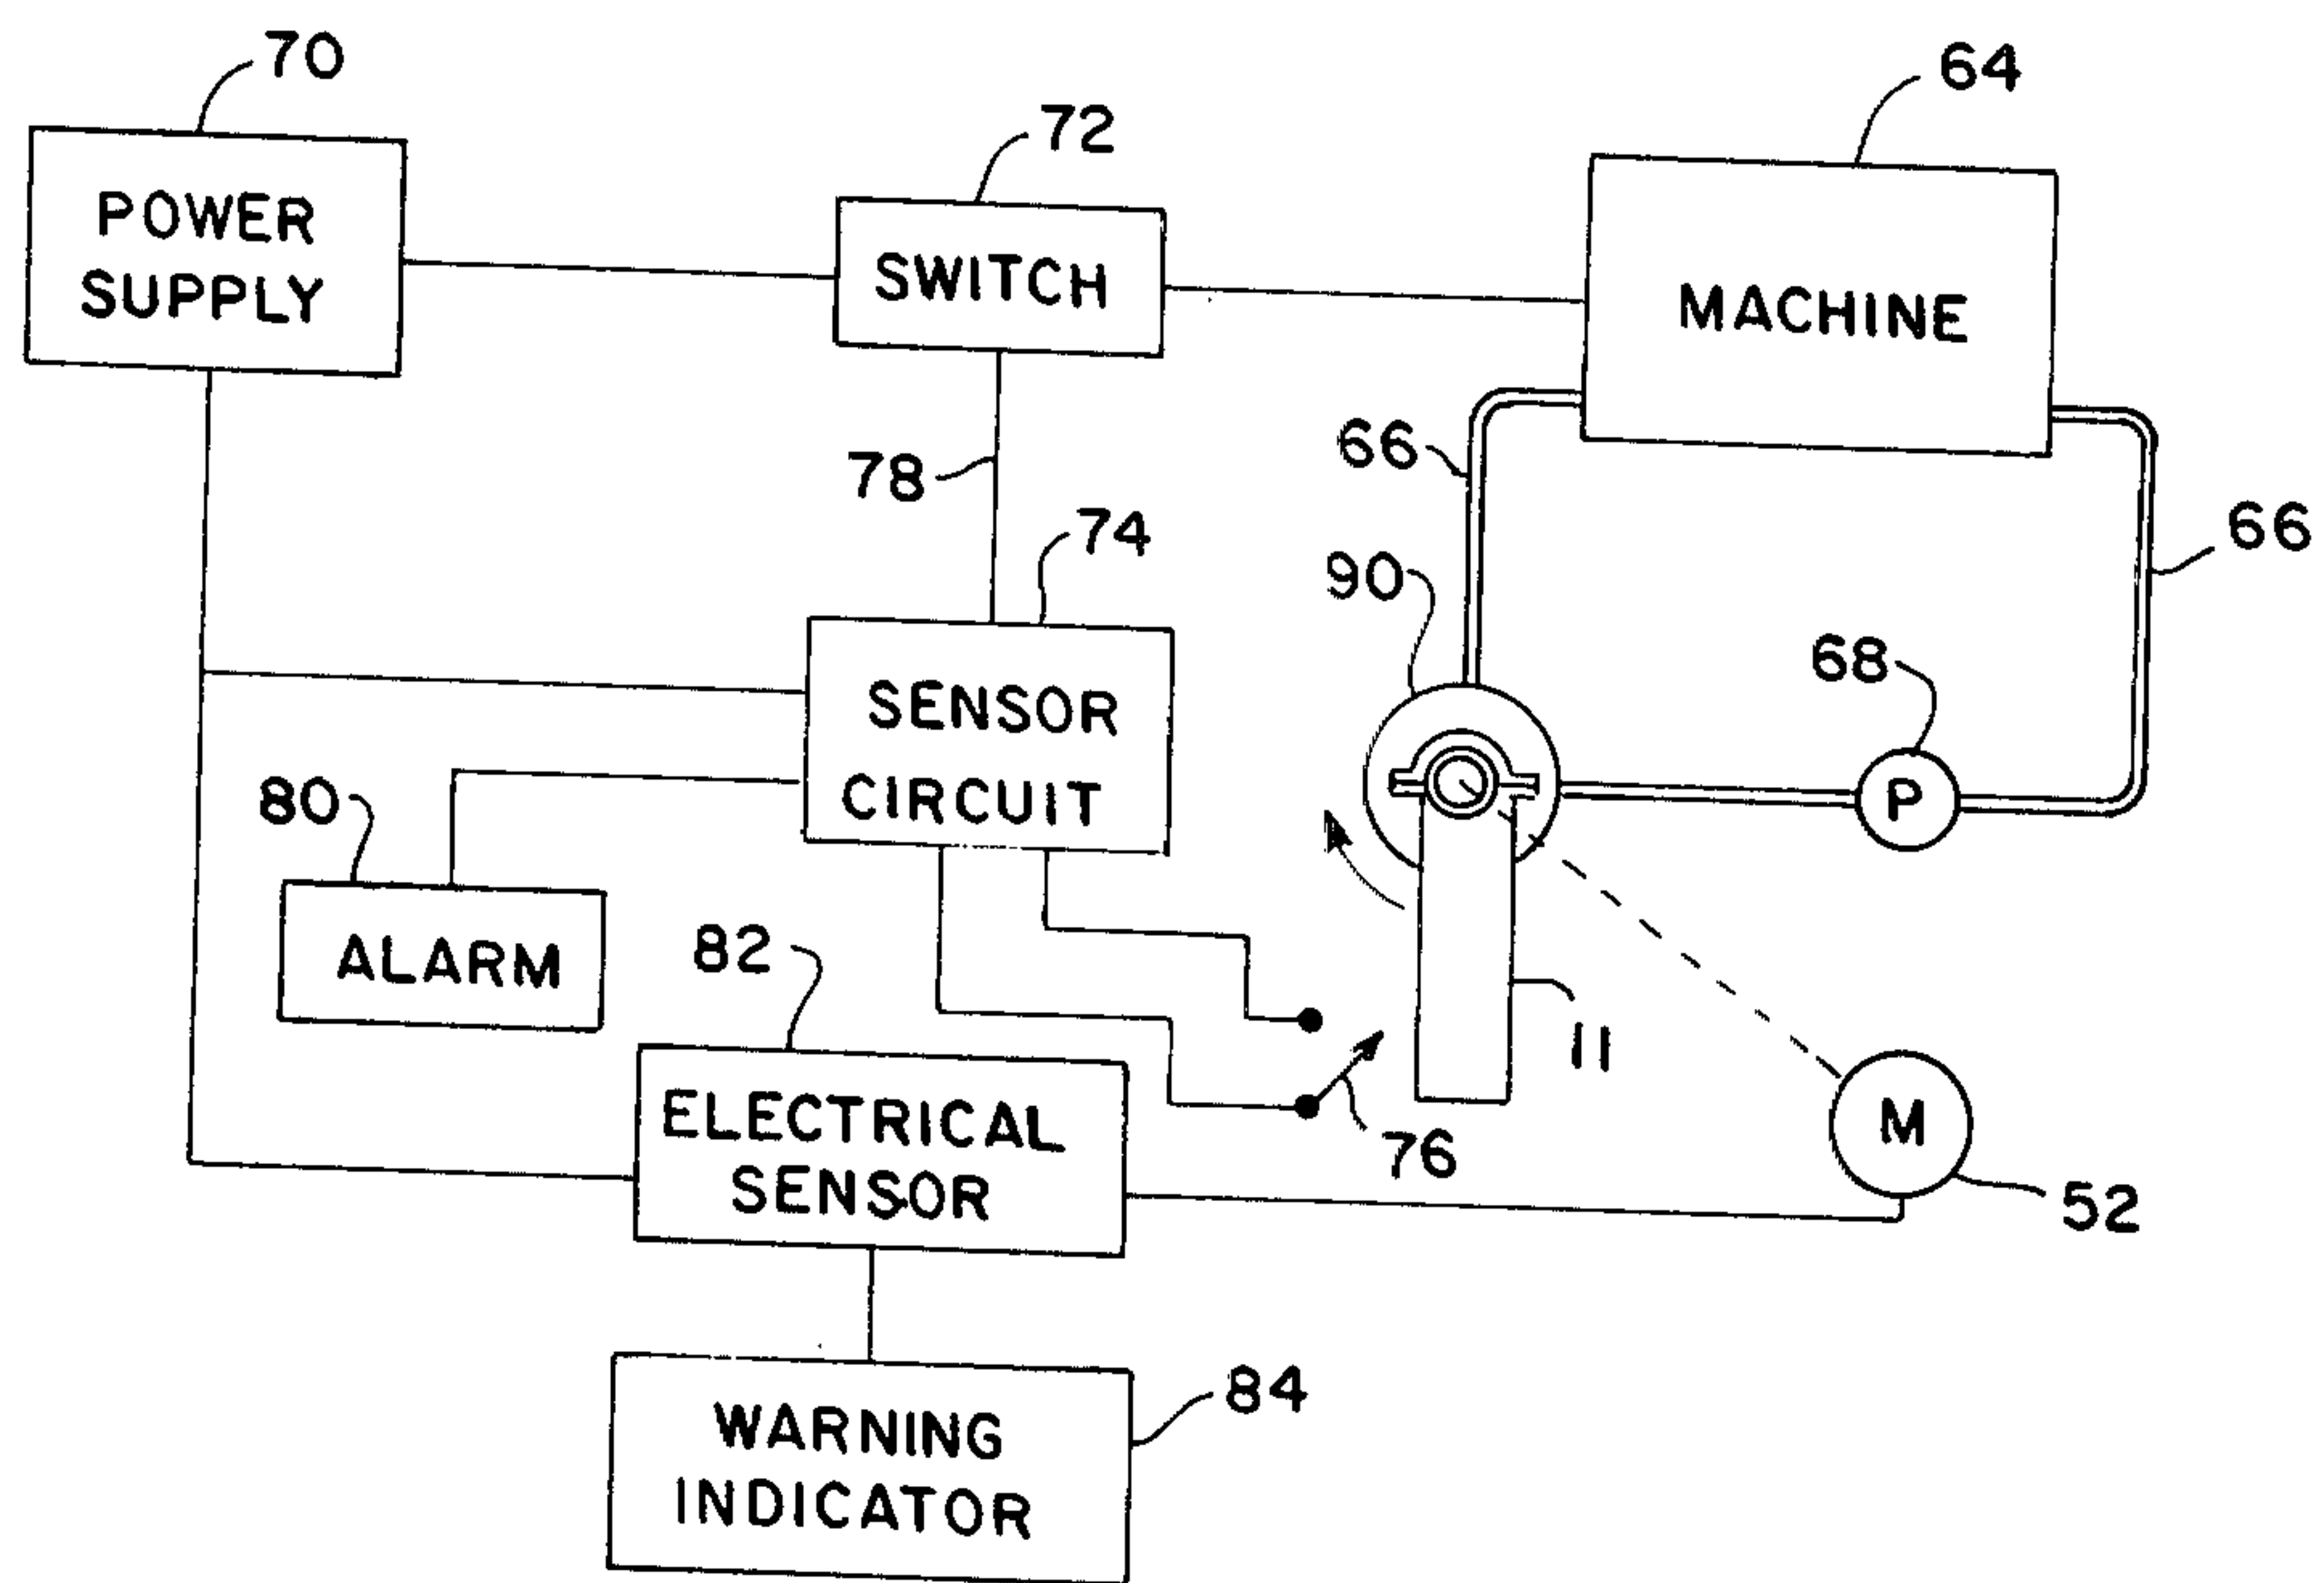 70
64
72
POWER
SUPPLY
SWITCH
MACHINE
66
78
74
66
90
68
SENSOR
CIRCUIT
P
80
82
ALARM
11
ELECTRICAL
SENSOR
76
M
52
84
WARNING
INDICATOR